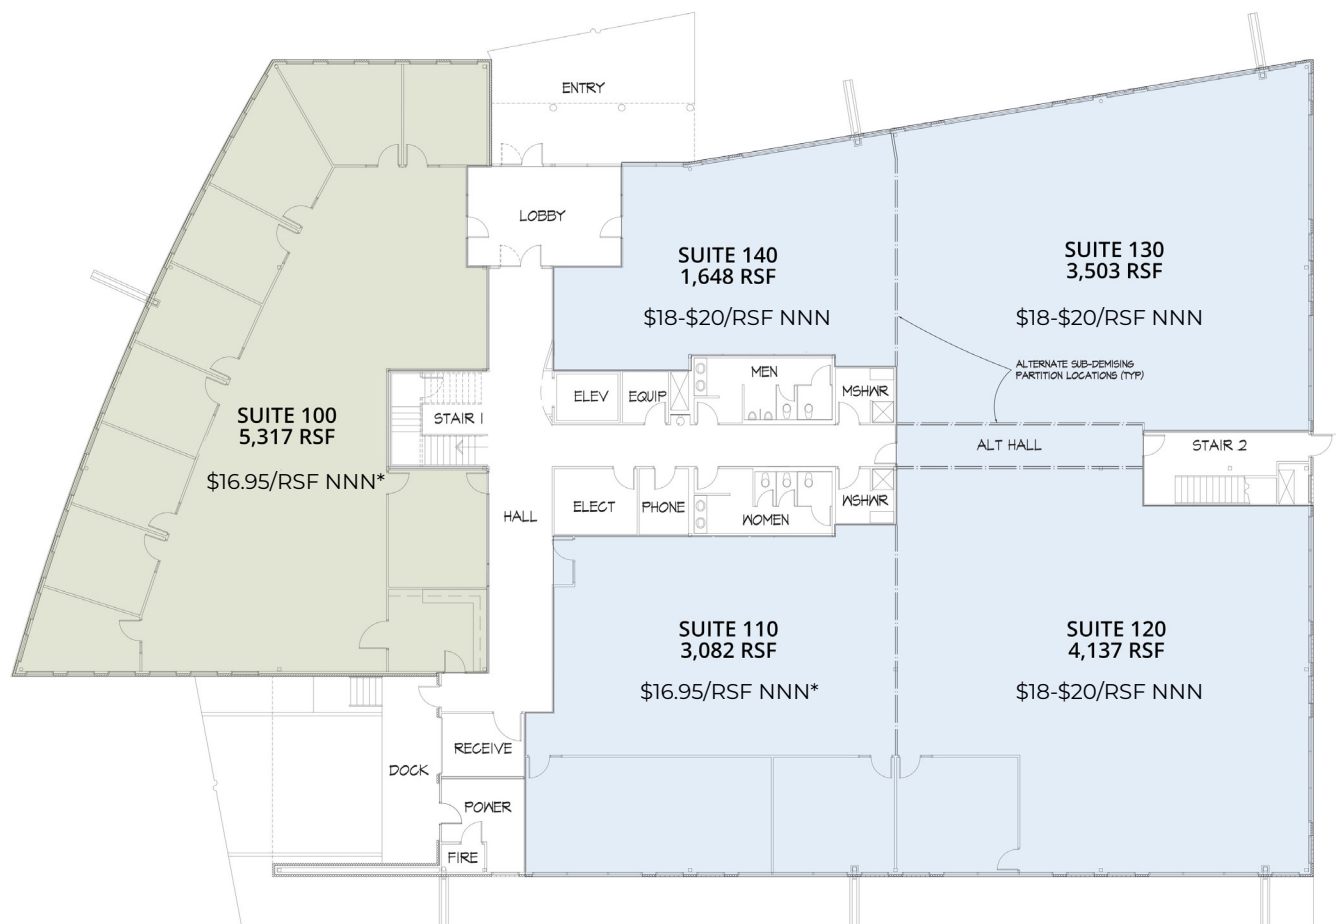 ENTRY
LOBBY
SUITE 140
1,648 RSF
$18-$20/RSF NNN
SUITE 130
3,503 RSF
$18-$20/RSF NNN
ALTERNATE SUB-DEMISING
PARTITION LOCATIONS (TYP)
MEN
MSHWR
ELEV
EQUIP
STAIR 1
SUITE 100
5,317 RSF
$16.95/RSF NNN*
ALT HALL
STAIR 2
HALL
ELECT
PHONE
WOMEN
WSHWR
SUITE 110
3,082 RSF
$16.95/RSF NNN*
SUITE 120
4,137 RSF
$18-$20/RSF NNN
RECEIVE
DOCK
POWER
FIRE